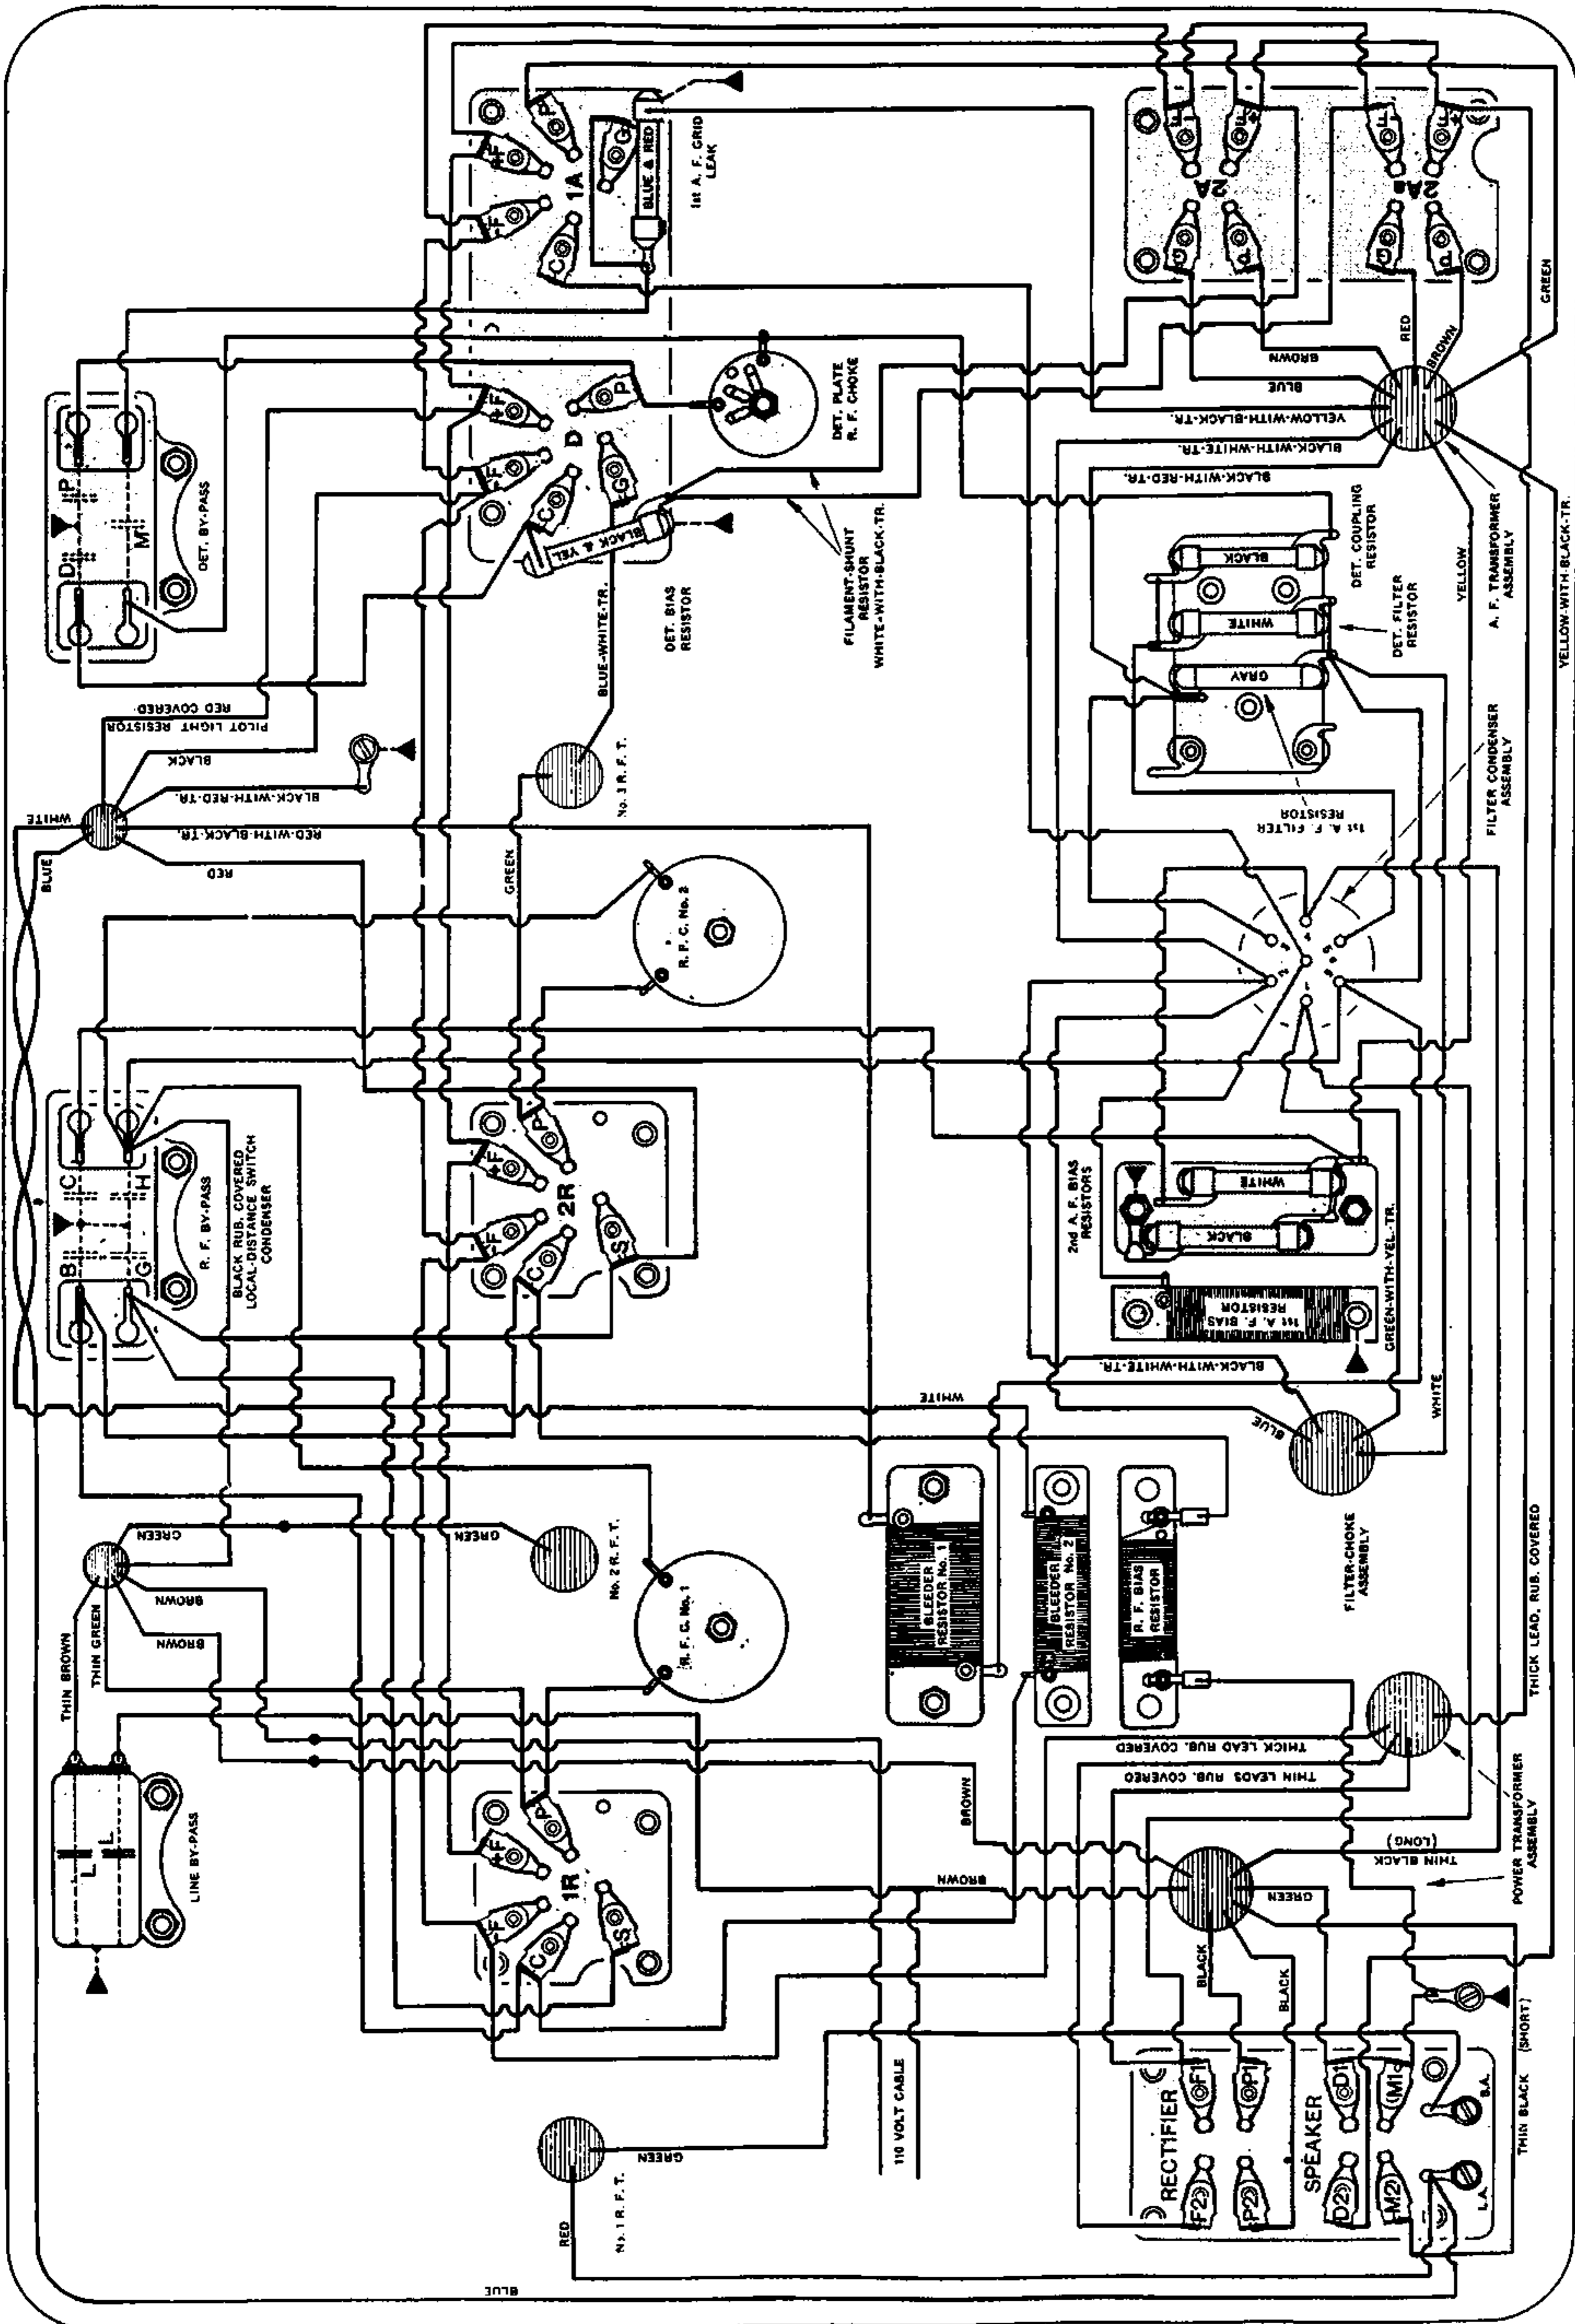 LINE BY-PASS
L
L
THIN BROWN
THIN GREEN
BROWN
BROWN
GREEN
GREEN
No. 2 R. F. T.
R. F. C. No. 1
B
C
G
H
R. F. BY-PASS
BLACK RUB. COVERED
LOCAL-DISTANCE SWITCH
CONDENSER
BLUE
WHITE
RED
RED-WITH-BLACK-TR.
BLACK-WITH-RED-TR.
BLACK
PILOT LIGHT RESISTOR
RED COVERED
D
P
M
DET. BY-PASS
1R
-F
+F
P
C
S
2R
-F
+F
P
C
S
R. F. C. No. 2
GREEN
No. 3 R. F. T.
BLUE-WHITE-TR.
DET. BIAS
RESISTOR
D
-F
+F
P
C
G
BLACK & YEL
DET. PLATE
R. F. CHOKE
FILAMENT-SHUNT
RESISTOR
WHITE-WITH-BLACK-TR.
1A
-F
+F
P
C
G
BLUE & RED
1st A. F. GRID
LEAK
RED
No. 1 R. F. T.
GREEN
BLUE
110 VOLT CABLE
BROWN
BROWN
BLEEDER
RESISTOR No. 1
BLEEDER
RESISTOR No. 2
R. F. BIAS
RESISTOR
WHITE
THICK LEAD RUB. COVERED
THIN LEADS RUB. COVERED
BLACK
BLACK
GREEN
THIN BLACK
(LONG)
POWER TRANSFORMER
ASSEMBLY
THICK LEAD, RUB. COVERED
THIN BLACK (SHORT)
RECTIFIER
F2
F1
P2
P1
SPEAKER
D2
D1
M2
M1
L.A.
S.A.
BLUE
BLACK-WITH-WHITE-TR.
GREEN-WITH-YEL.-TR.
WHITE
FILTER-CHOKE
ASSEMBLY
1st A. F. BIAS
RESISTOR
2nd A. F. BIAS
RESISTORS
BLACK
WHITE
FILTER CONDENSER
ASSEMBLY
1st A. F. FILTER
RESISTOR
GRAY
WHITE
BLACK
DET. FILTER
RESISTOR
DET. COUPLING
RESISTOR
BLACK-WITH-RED-TR.
BLACK-WITH-WHITE-TR.
YELLOW-WITH-BLACK-TR.
BLUE
BROWN
RED
BROWN
GREEN
YELLOW
A. F. TRANSFORMER
ASSEMBLY
YELLOW-WITH-BLACK-TR.
2A
G
P
F
F+
2A
G
P
F
F+